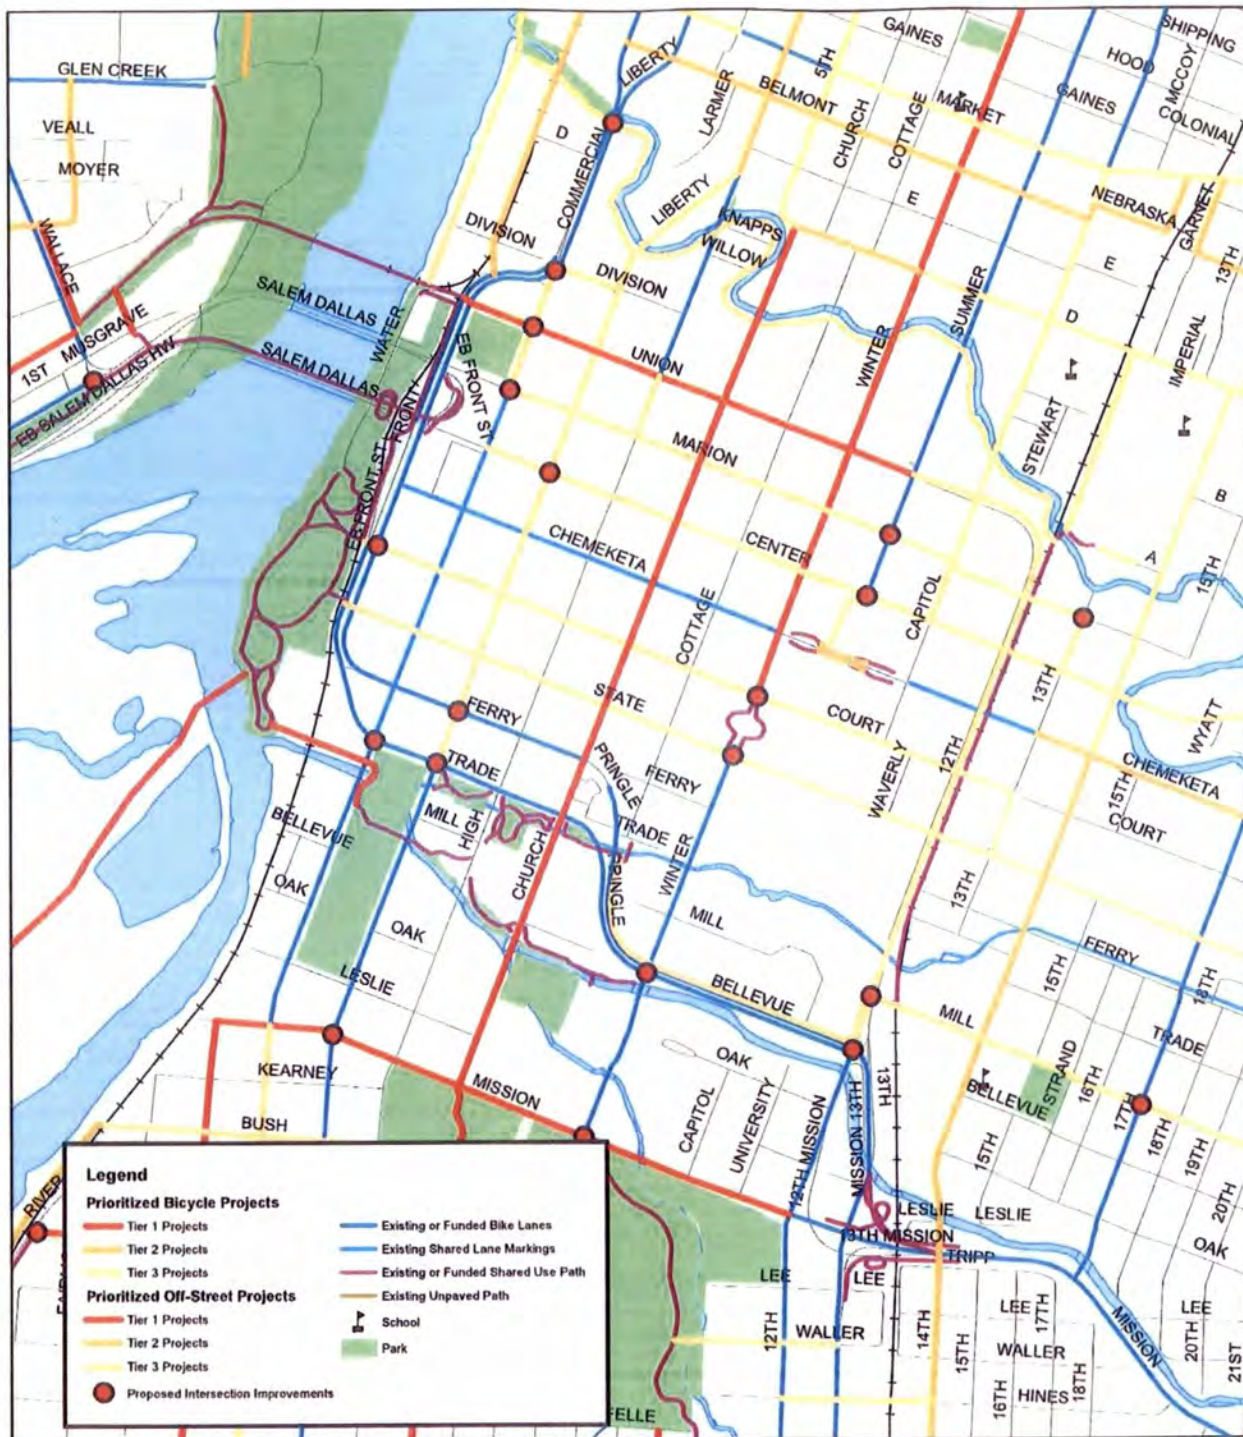 SHIPPING
GAINES
HOOD
MCCOY
GLEN CREEK
LIBERTY
5TH
LARMER
BELMONT
CHURCH
COTTAGE
MARKET
GAINES
COLONIAL
VEALL
D
MOYER
COMMERCIAL
E
NEBRASKA
GARNET
LIBERTY
KNAPPS
WILLOW
DIVISION
DIVISION
WALLACE
E
13TH
SALEM DALLAS
WATER
SUMMER
D
MUSGRAVE
1ST
UNION
WINTER
IMPERIAL
SALEM DALLAS
EB FRONT ST
EB SALEM DALLAS HW
FRONT
STEWART
MARION
EB FRONT ST
B
CHEMEKETA
CENTER
A
15TH
COTTAGE
CAPITOL
13TH
STATE
COURT
FERRY
WYATT
12TH
PRINGLE
FERRY
WAVERLY
CHEMEKETA
TRADE
15TH
COURT
MILL
HIGH
TRADE
BELLEVUE
CHURCH
WINTER
PRINGLE
OAK
13TH
MILL
OAK
FERRY
15TH
18TH
LESLIE
BELLEVUE
MILL
TRADE
OAK
STRAND
KEARNEY
MISSION
13TH
16TH
BELLEVUE
17TH
BUSH
CAPITOL
UNIVERSITY
12TH MISSION
MISSION 13TH
15TH
18TH
19TH
20TH
RIVER
LESLIE
LESLIE
13TH MISSION
TRIPP
OAK
LEE
LEE
LEE
17TH
LEE
MISSION
12TH
WALLER
14TH
15TH
WALLER
20TH
21ST
16TH
HINES
18TH
FELLE
Legend
Prioritized Bicycle Projects
Tier 1 Projects
Tier 2 Projects
Tier 3 Projects
Prioritized Off-Street Projects
Tier 1 Projects
Tier 2 Projects
Tier 3 Projects
Proposed Intersection Improvements
Existing or Funded Bike Lanes
Existing Shared Lane Markings
Existing or Funded Shared Use Path
Existing Unpaved Path
School
Park